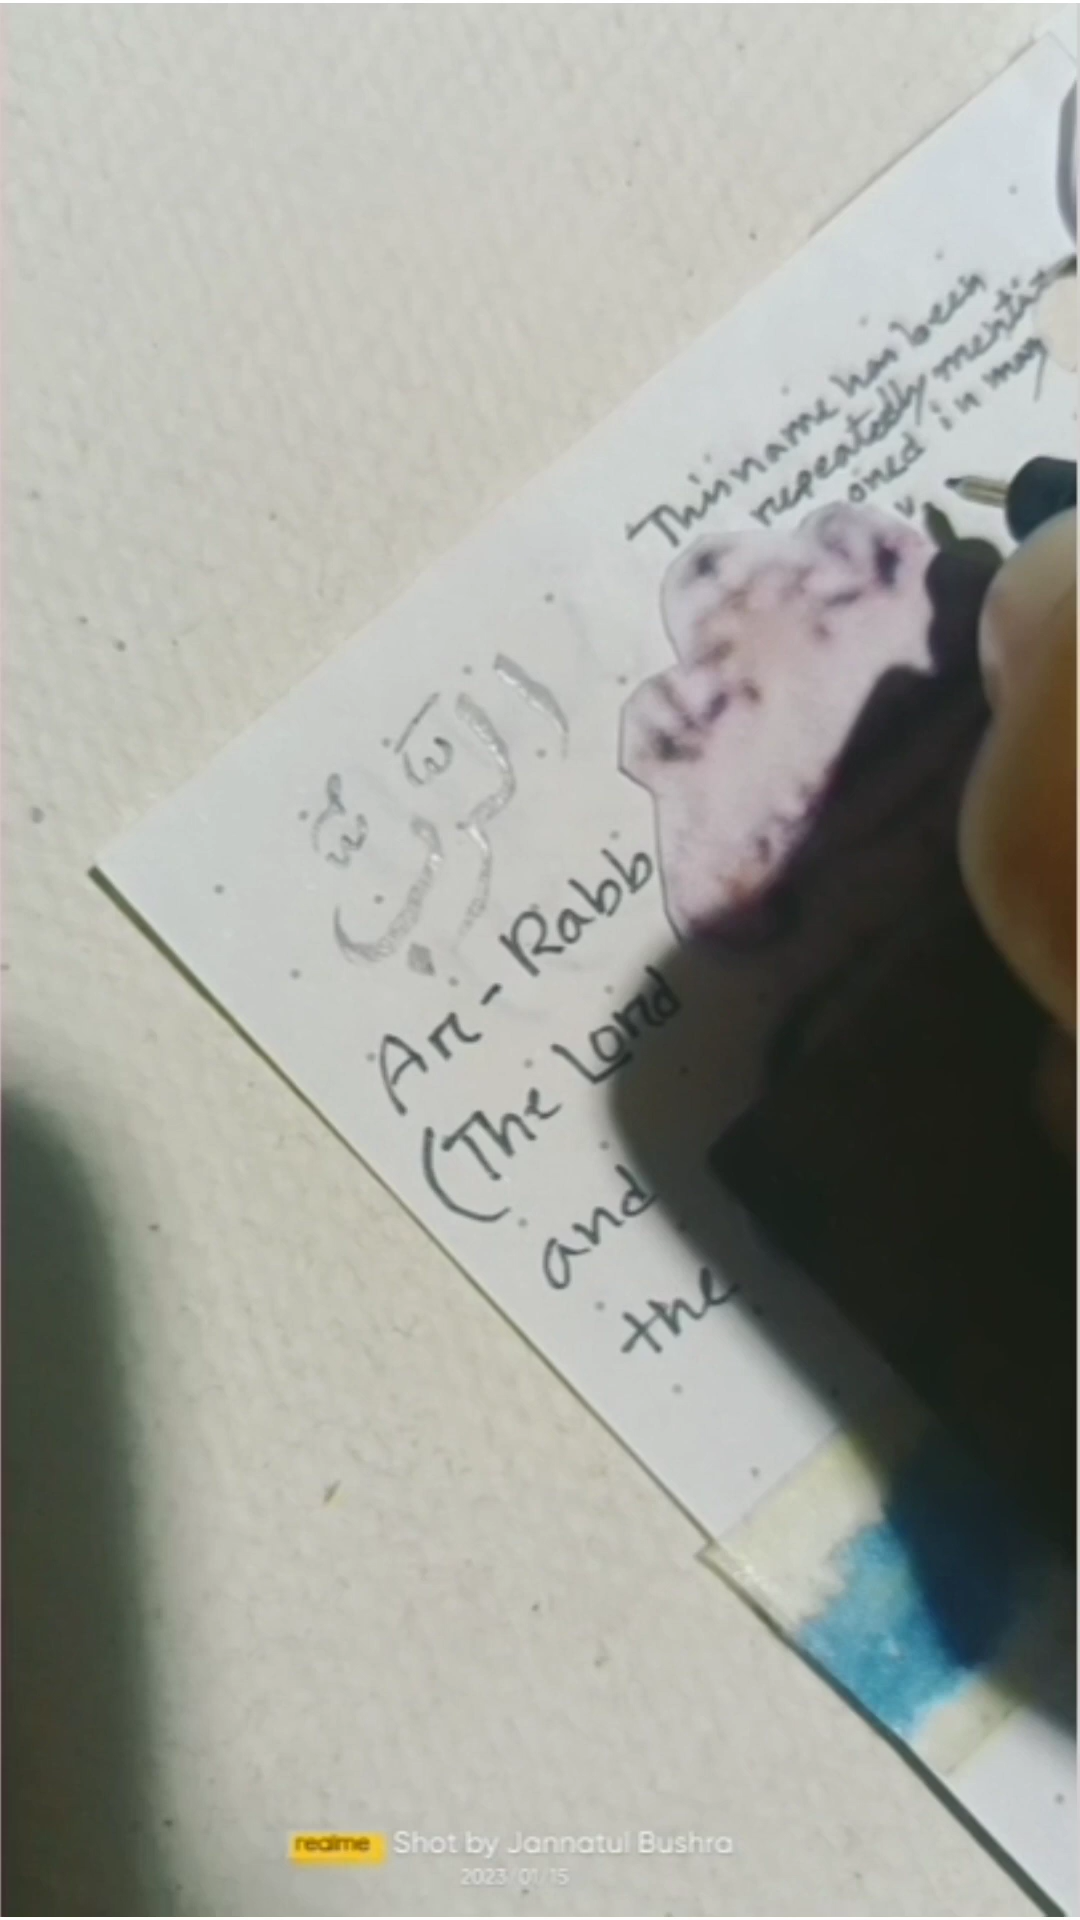 This name has been
repeatedly mentio
oned in many
v
الرَّبُّ
Ar-Rabb
(The Lord
and
the
realme Shot by Jannatul Bushra
2023/01/15